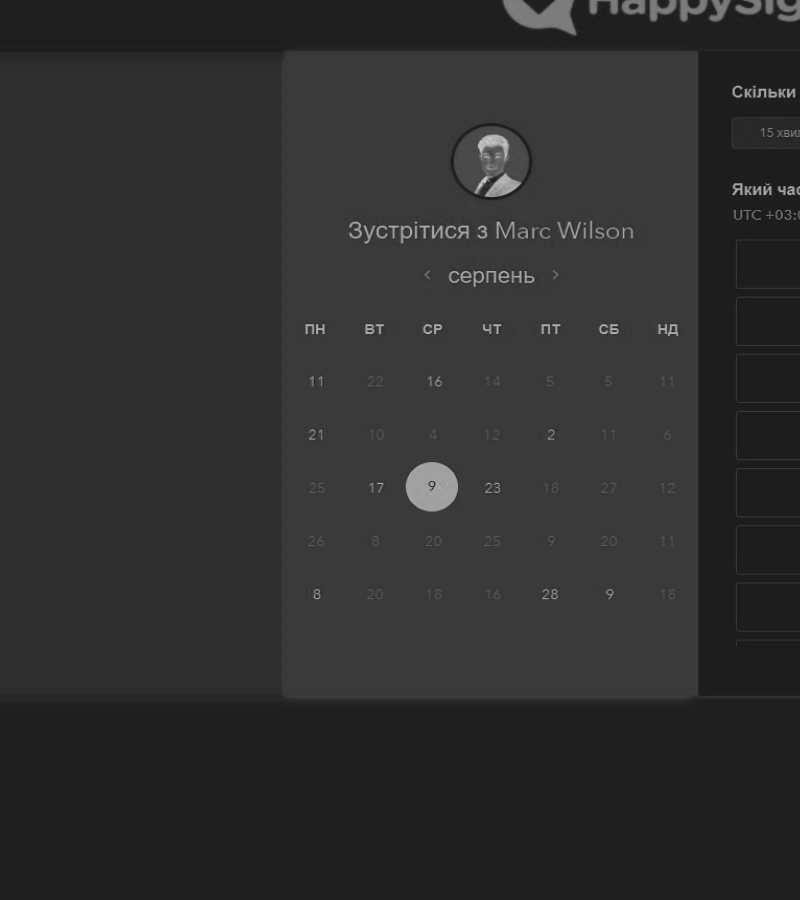 HappySig
Зустрітися з Marc Wilson
‹ серпень ›
ПН ВТ СР ЧТ ПТ СБ НД
11 22 16 14 5 5 11
21 10 4 12 2 11 6
25 17 9 23 18 27 12
26 8 20 25 9 20 11
8 20 18 16 28 9 18
Скільки
15 хвил
Який час
UTC +03:0